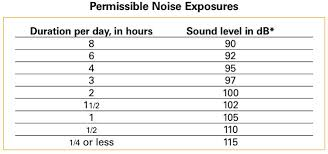 Permissible Noise Exposures
Duration per day, in hours Sound level in dB*
8 90
6 92
4 95
3 97
2 100
1 1/2 102
1 105
1/2 110
1/4 or less 115